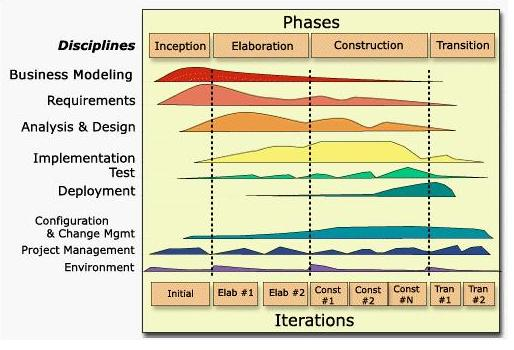 Phases
Disciplines
Inception
Elaboration
Construction
Transition
Business Modeling
Requirements
Analysis & Design
Implementation
Test
Deployment
Configuration
& Change Mgmt
Project Management
Environment
Initial
Elab #1
Elab #2
Const
#1
Const
#2
Const
#N
Tran
#1
Tran
#2
Iterations